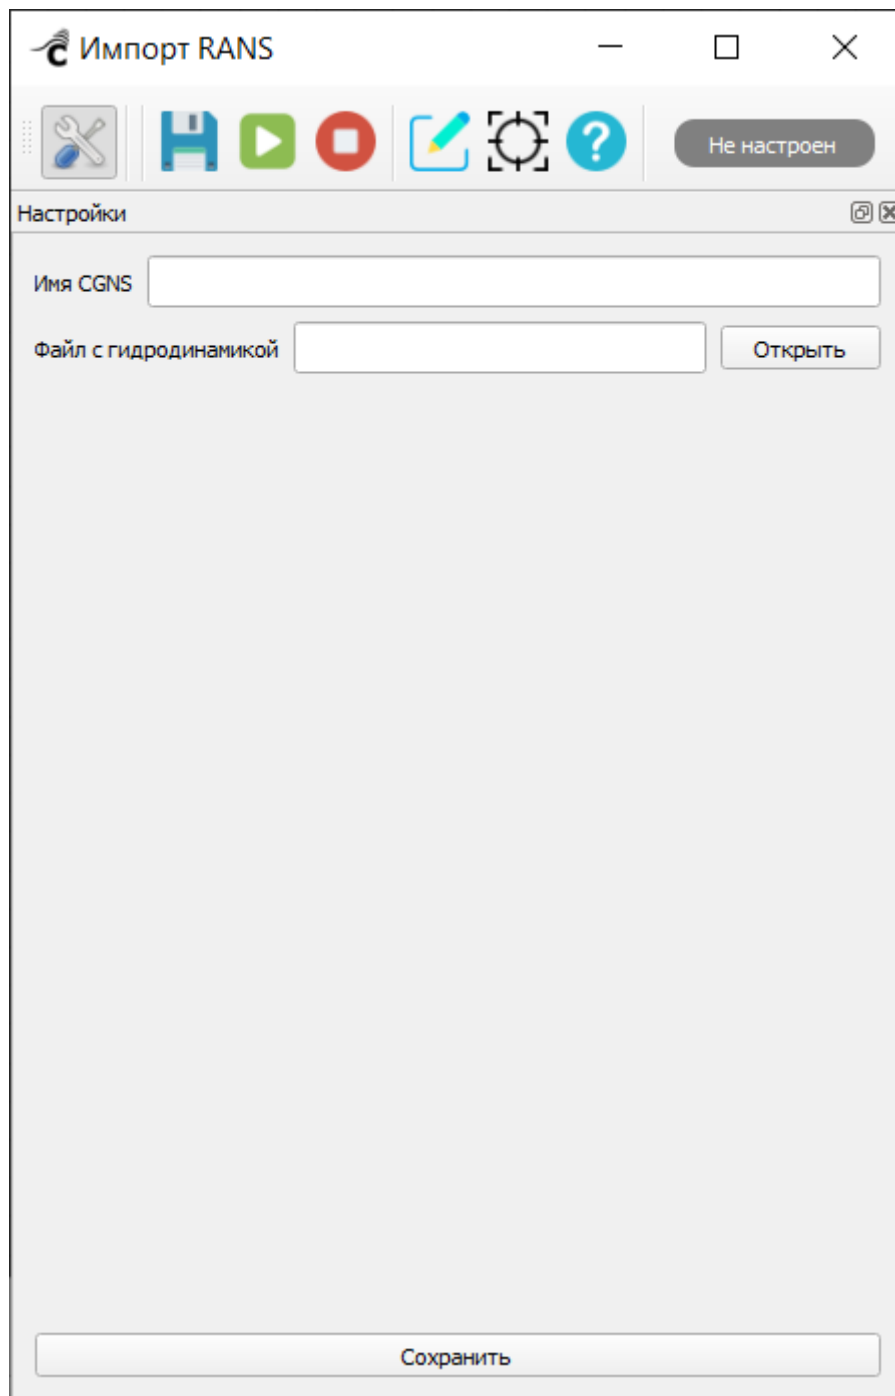 Импорт RANS
Не настроен
Настройки
Имя CGNS
Файл с гидродинамикой Открыть
Сохранить